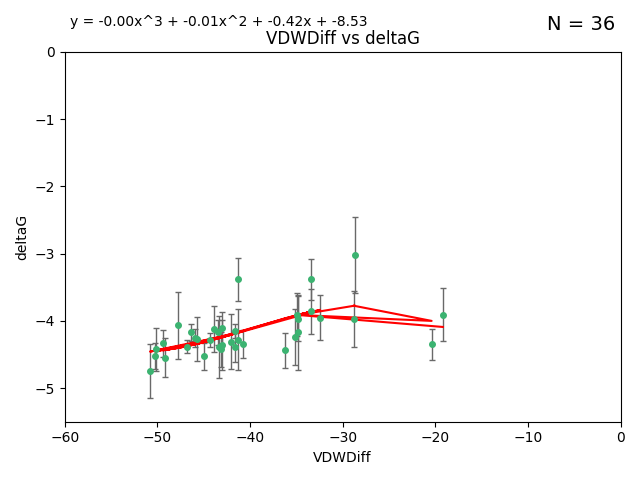 y = -0.00x^3 + -0.01x^2 + -0.42x + -8.53
N = 36
VDWDiff vs deltaG
0
−1
−2
−3
−4
−5
deltaG
−60
−50
−40
−30
−20
−10
0
VDWDiff